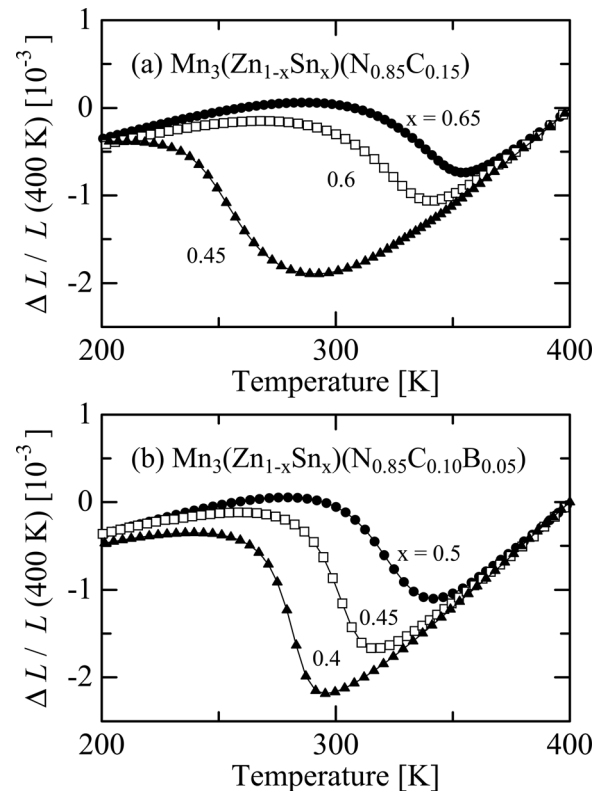 1
(a) Mn₃(Zn₁₋ₓSnₓ)(N₀.₈₅C₀.₁₅)
0
x = 0.65
0.6
-1
0.45
-2
200 300 400
Temperature [K]
Δ L / L (400 K) [10⁻³]
1
(b) Mn₃(Zn₁₋ₓSnₓ)(N₀.₈₅C₀.₁₀B₀.₀₅)
0
x = 0.5
-1
0.45
0.4
-2
200 300 400
Temperature [K]
Δ L / L (400 K) [10⁻³]